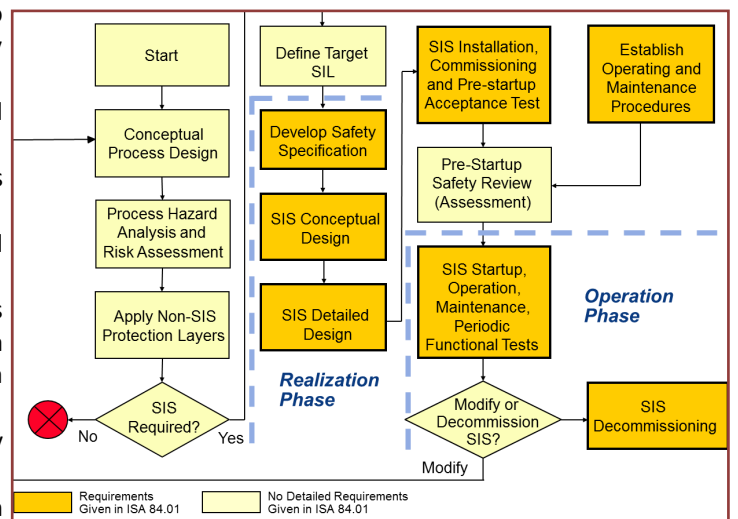 Start
Conceptual
Process Design
Process Hazard
Analysis and
Risk Assessment
Apply Non-SIS
Protection Layers
SIS
Required?
No
Yes
Define Target
SIL
Develop Safety
Specification
SIS Conceptual
Design
SIS Detailed
Design
Realization
Phase
SIS Installation,
Commissioning
and Pre-startup
Acceptance Test
Establish
Operating and
Maintenance
Procedures
Pre-Startup
Safety Review
(Assessment)
SIS Startup,
Operation,
Maintenance,
Periodic
Functional Tests
Operation
Phase
Modify or
Decommission
SIS?
Modify
SIS
Decommissioning
Requirements
Given in ISA 84.01
No Detailed Requirements
Given in ISA 84.01